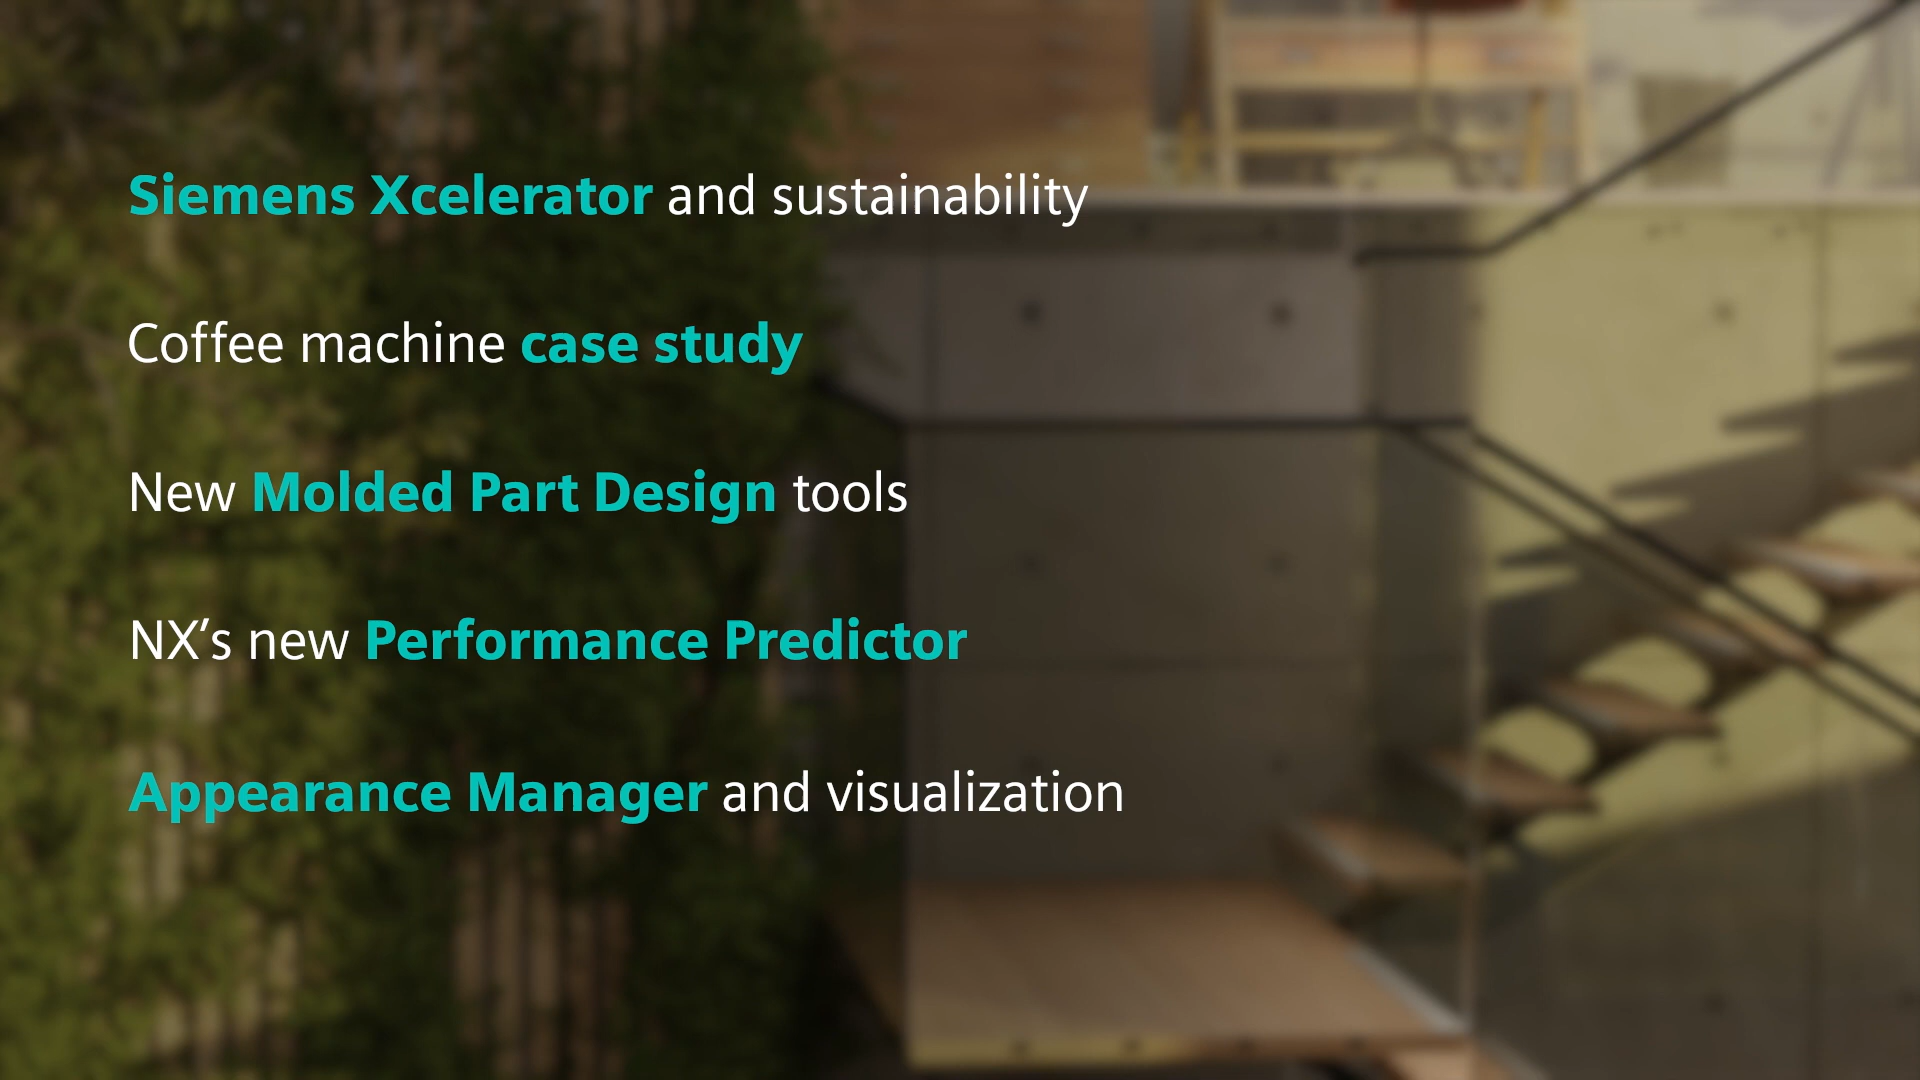 Siemens Xcelerator and sustainability
Coffee machine case study
New Molded Part Design tools
NX’s new Performance Predictor
Appearance Manager and visualization